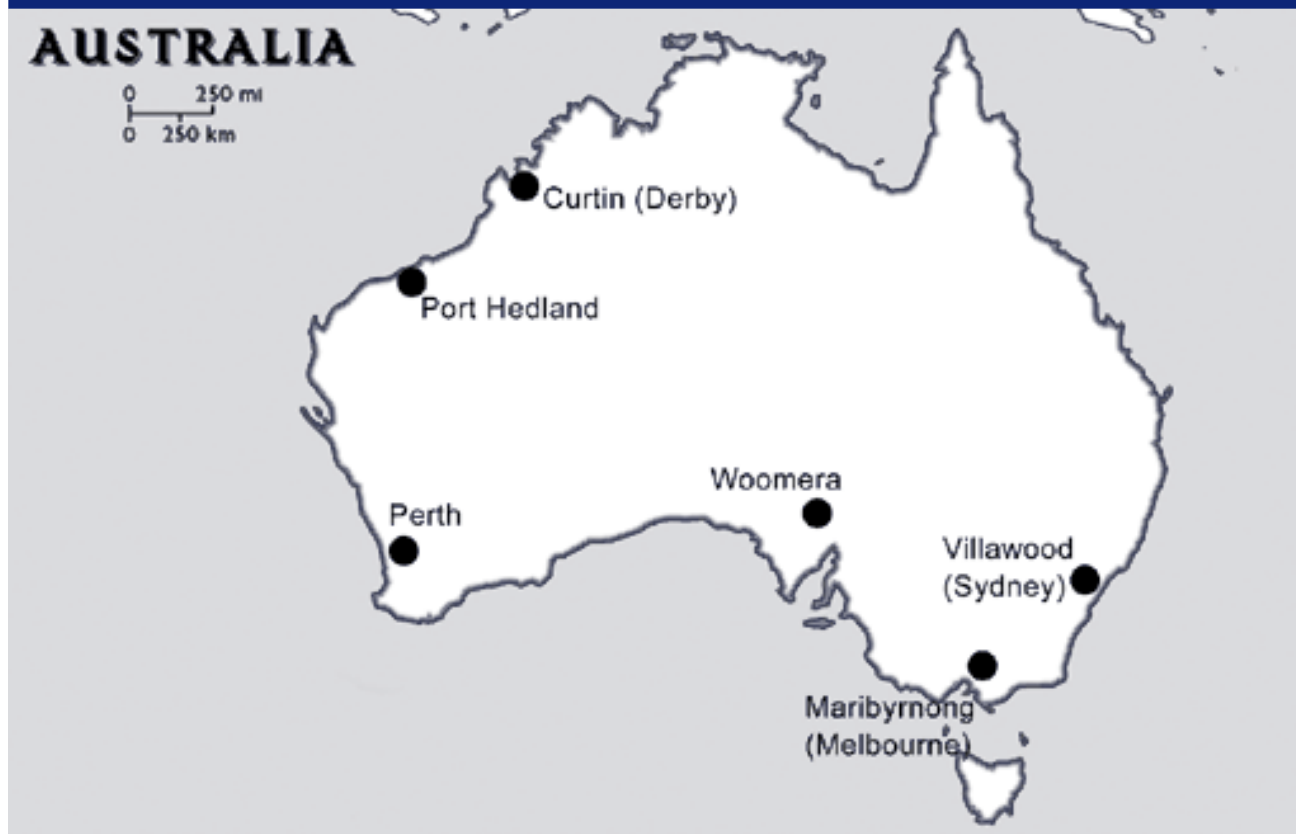 AUSTRALIA
0 250 mi
0 250 km
Curtin (Derby)
Port Hedland
Woomera
Perth
Villawood
(Sydney)
Maribyrnong
(Melbourne)